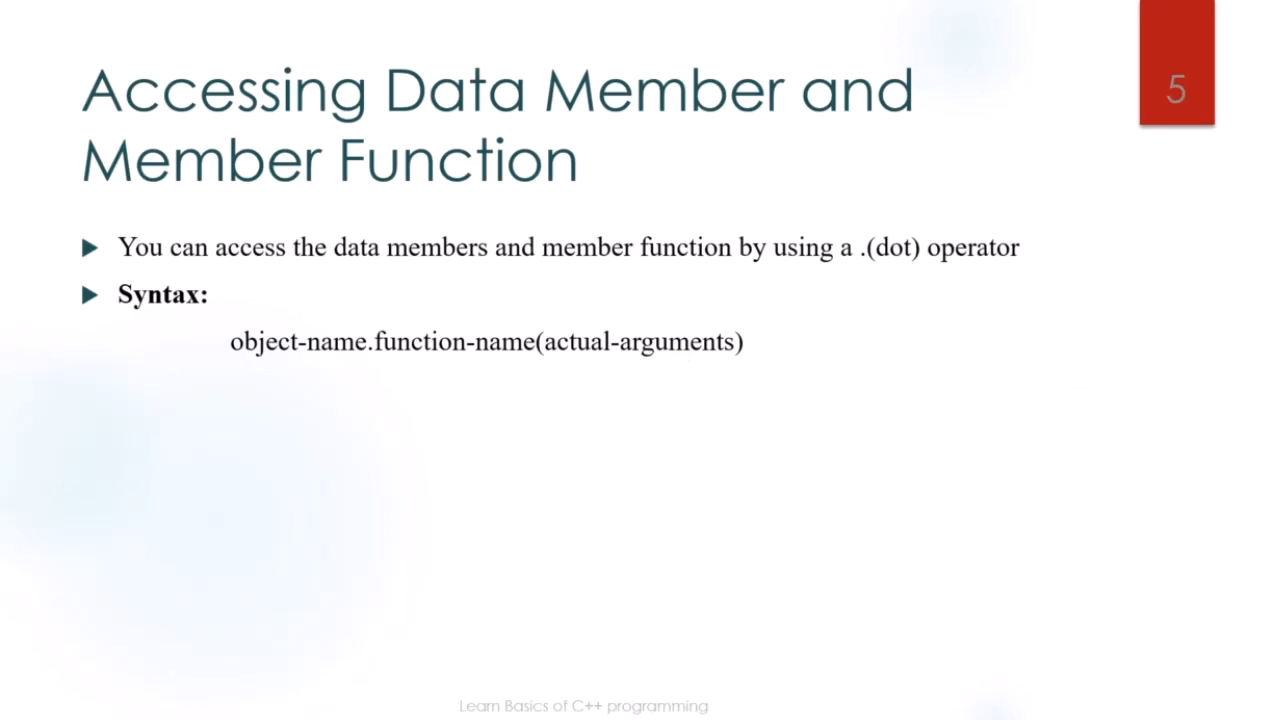 Accessing Data Member and
Member Function
5
You can access the data members and member function by using a .(dot) operator
Syntax:
object-name.function-name(actual-arguments)
Learn Basics of C++ programming